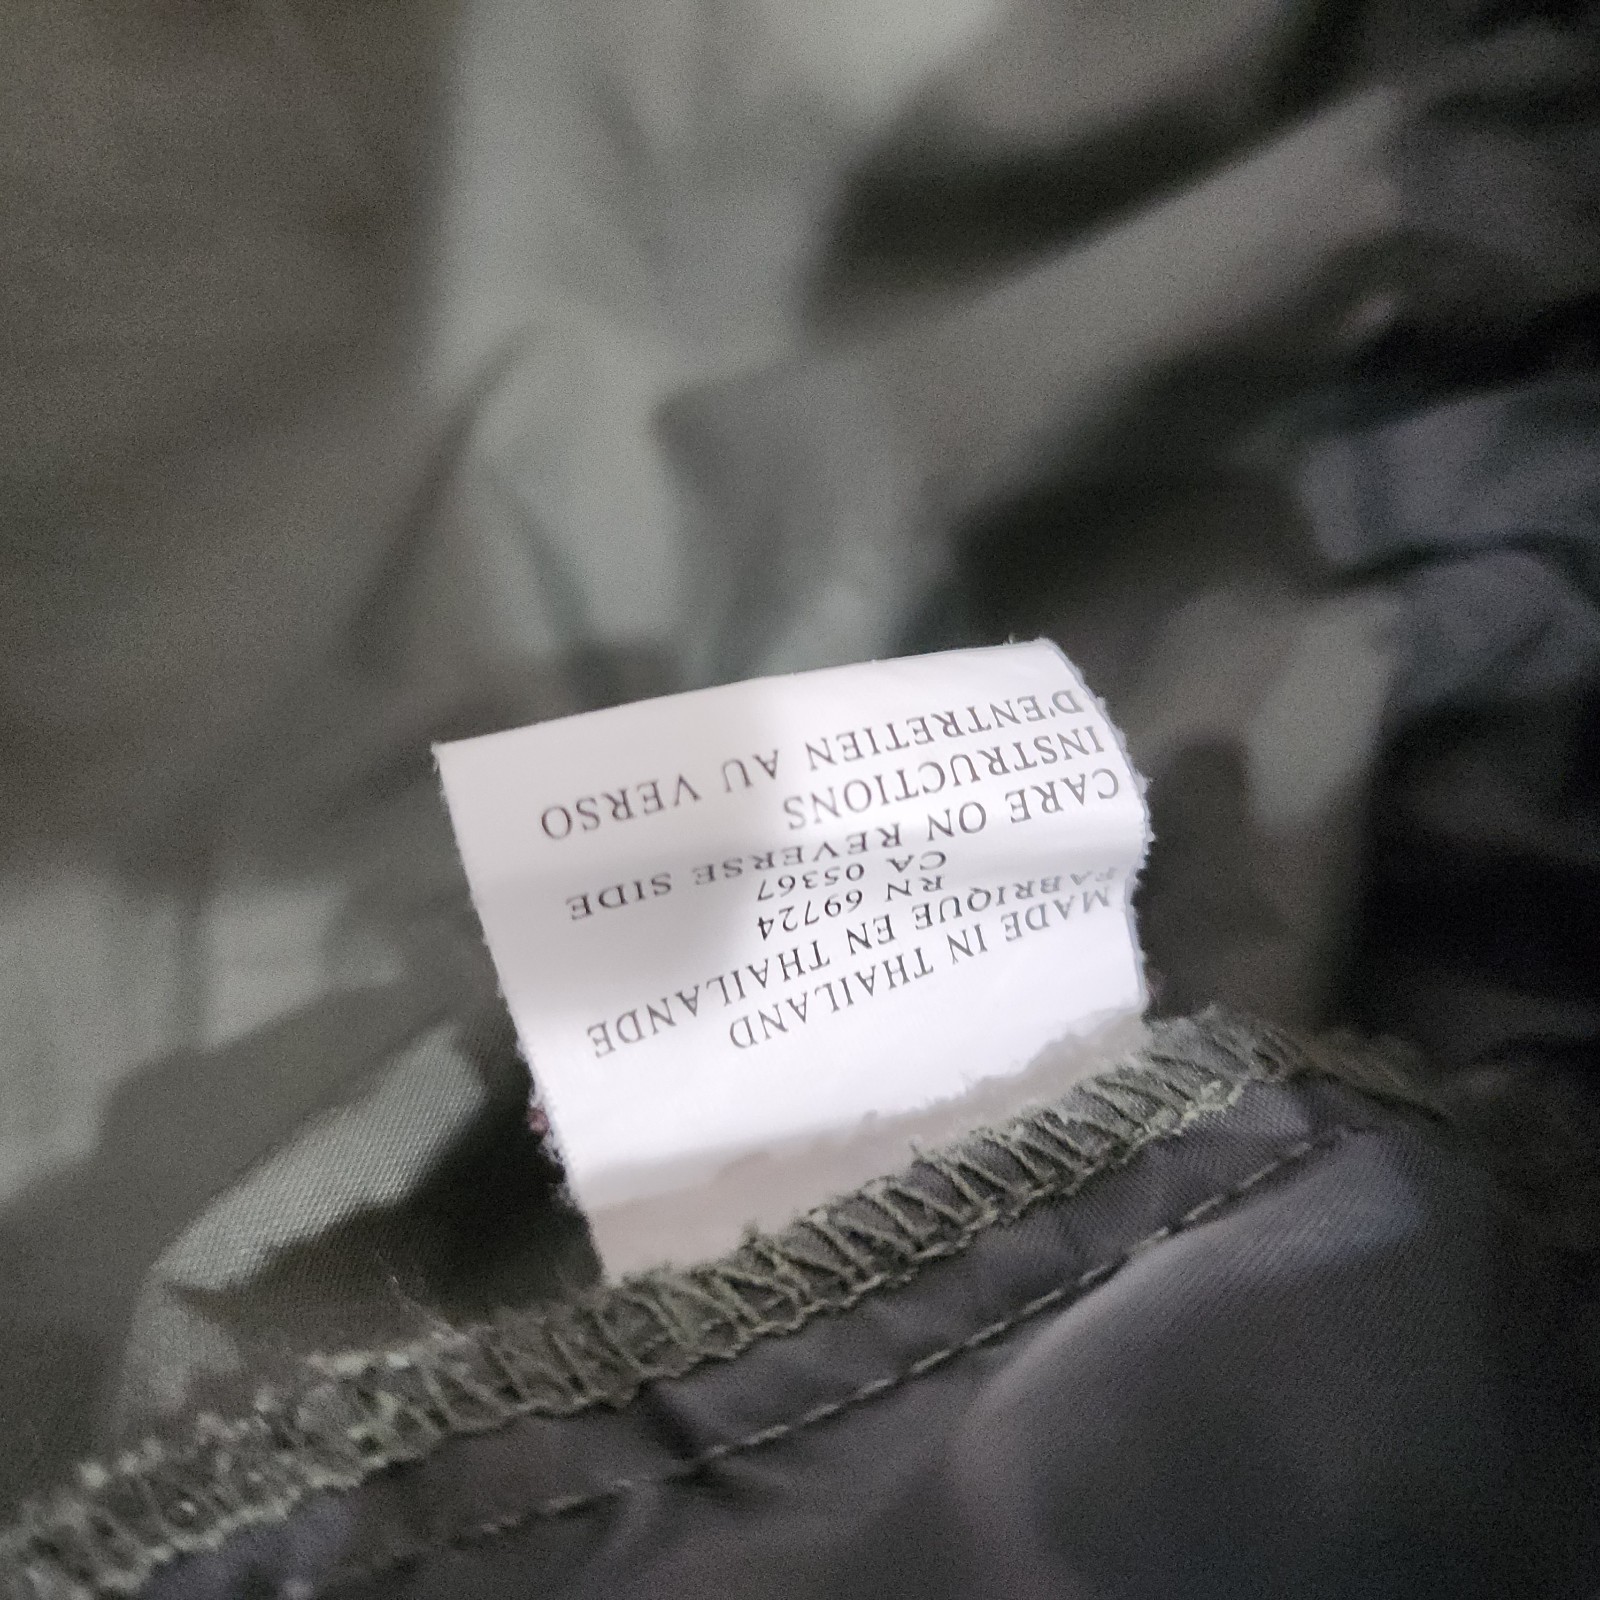 MADE IN THAILAND
FABRIQUE EN THAILANDE
RN 69724
CA 05367
CARE ON REVERSE SIDE
INSTRUCTIONS
D'ENTRETIEN AU VERSO